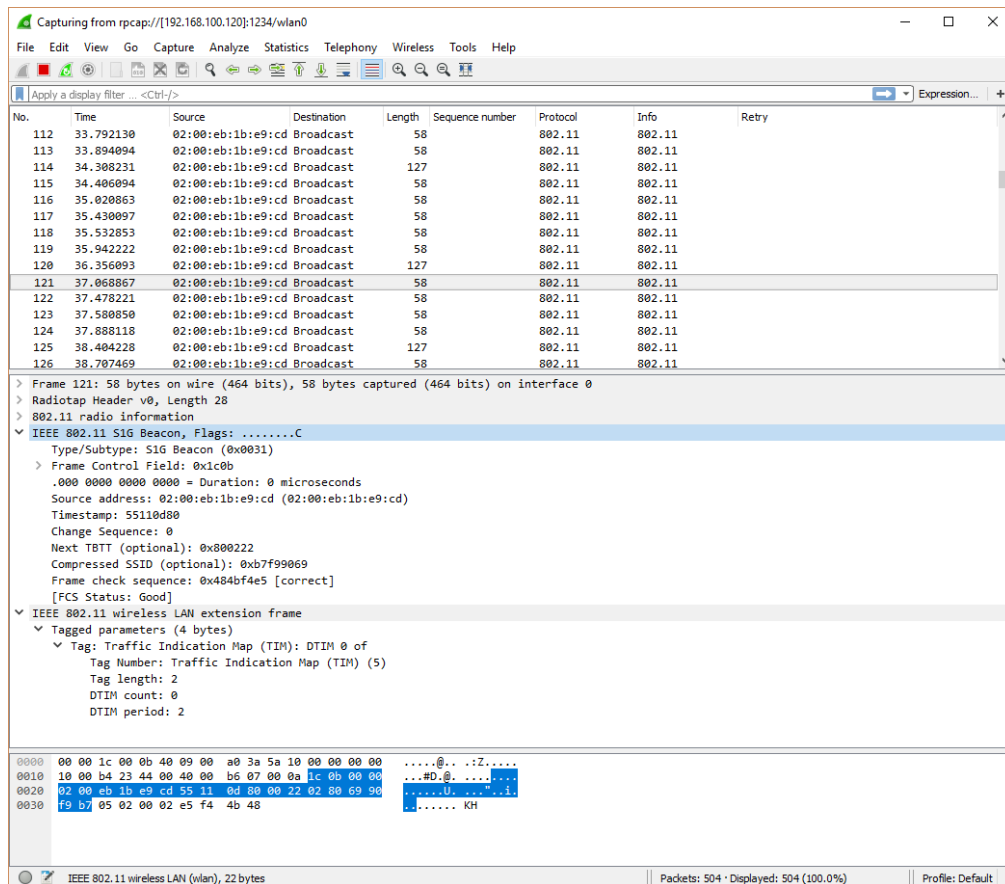 Capturing from rpcap://[192.168.100.120]:1234/wlan0
File Edit View Go Capture Analyze Statistics Telephony Wireless Tools Help
Apply a display filter ... <Ctrl-/> Expression... +
No. Time Source Destination Length Sequence number Protocol Info Retry
112 33.792130 02:00:eb:1b:e9:cd Broadcast 58 802.11 802.11
113 33.894094 02:00:eb:1b:e9:cd Broadcast 58 802.11 802.11
114 34.308231 02:00:eb:1b:e9:cd Broadcast 127 802.11 802.11
115 34.406094 02:00:eb:1b:e9:cd Broadcast 58 802.11 802.11
116 35.020863 02:00:eb:1b:e9:cd Broadcast 58 802.11 802.11
117 35.430097 02:00:eb:1b:e9:cd Broadcast 58 802.11 802.11
118 35.532853 02:00:eb:1b:e9:cd Broadcast 58 802.11 802.11
119 35.942222 02:00:eb:1b:e9:cd Broadcast 58 802.11 802.11
120 36.356093 02:00:eb:1b:e9:cd Broadcast 127 802.11 802.11
121 37.068867 02:00:eb:1b:e9:cd Broadcast 58 802.11 802.11
122 37.478221 02:00:eb:1b:e9:cd Broadcast 58 802.11 802.11
123 37.580850 02:00:eb:1b:e9:cd Broadcast 58 802.11 802.11
124 37.888118 02:00:eb:1b:e9:cd Broadcast 58 802.11 802.11
125 38.404228 02:00:eb:1b:e9:cd Broadcast 127 802.11 802.11
126 38.707469 02:00:eb:1b:e9:cd Broadcast 58 802.11 802.11
Frame 121: 58 bytes on wire (464 bits), 58 bytes captured (464 bits) on interface 0
Radiotap Header v0, Length 28
802.11 radio information
IEEE 802.11 S1G Beacon, Flags: ........C
Type/Subtype: S1G Beacon (0x0031)
Frame Control Field: 0x1c0b
.000 0000 0000 0000 = Duration: 0 microseconds
Source address: 02:00:eb:1b:e9:cd (02:00:eb:1b:e9:cd)
Timestamp: 55110d80
Change Sequence: 0
Next TBTT (optional): 0x800222
Compressed SSID (optional): 0xb7f99069
Frame check sequence: 0x484bf4e5 [correct]
[FCS Status: Good]
IEEE 802.11 wireless LAN extension frame
Tagged parameters (4 bytes)
Tag: Traffic Indication Map (TIM): DTIM 0 of
Tag Number: Traffic Indication Map (TIM) (5)
Tag length: 2
DTIM count: 0
DTIM period: 2
0000 00 00 1c 00 0b 40 09 00 a0 3a 5a 10 00 00 00 00 .....@.. .:Z.....
0010 10 00 b4 23 44 00 40 00 b6 07 00 0a 1c 0b 00 00 ...#D.@. ........
0020 02 00 eb 1b e9 cd 55 11 0d 80 00 22 02 80 69 90 ......U. ..."..i.
0030 f9 b7 05 02 00 02 e5 f4 4b 48 ........ KH
IEEE 802.11 wireless LAN (wlan), 22 bytes Packets: 504 · Displayed: 504 (100.0%) Profile: Default